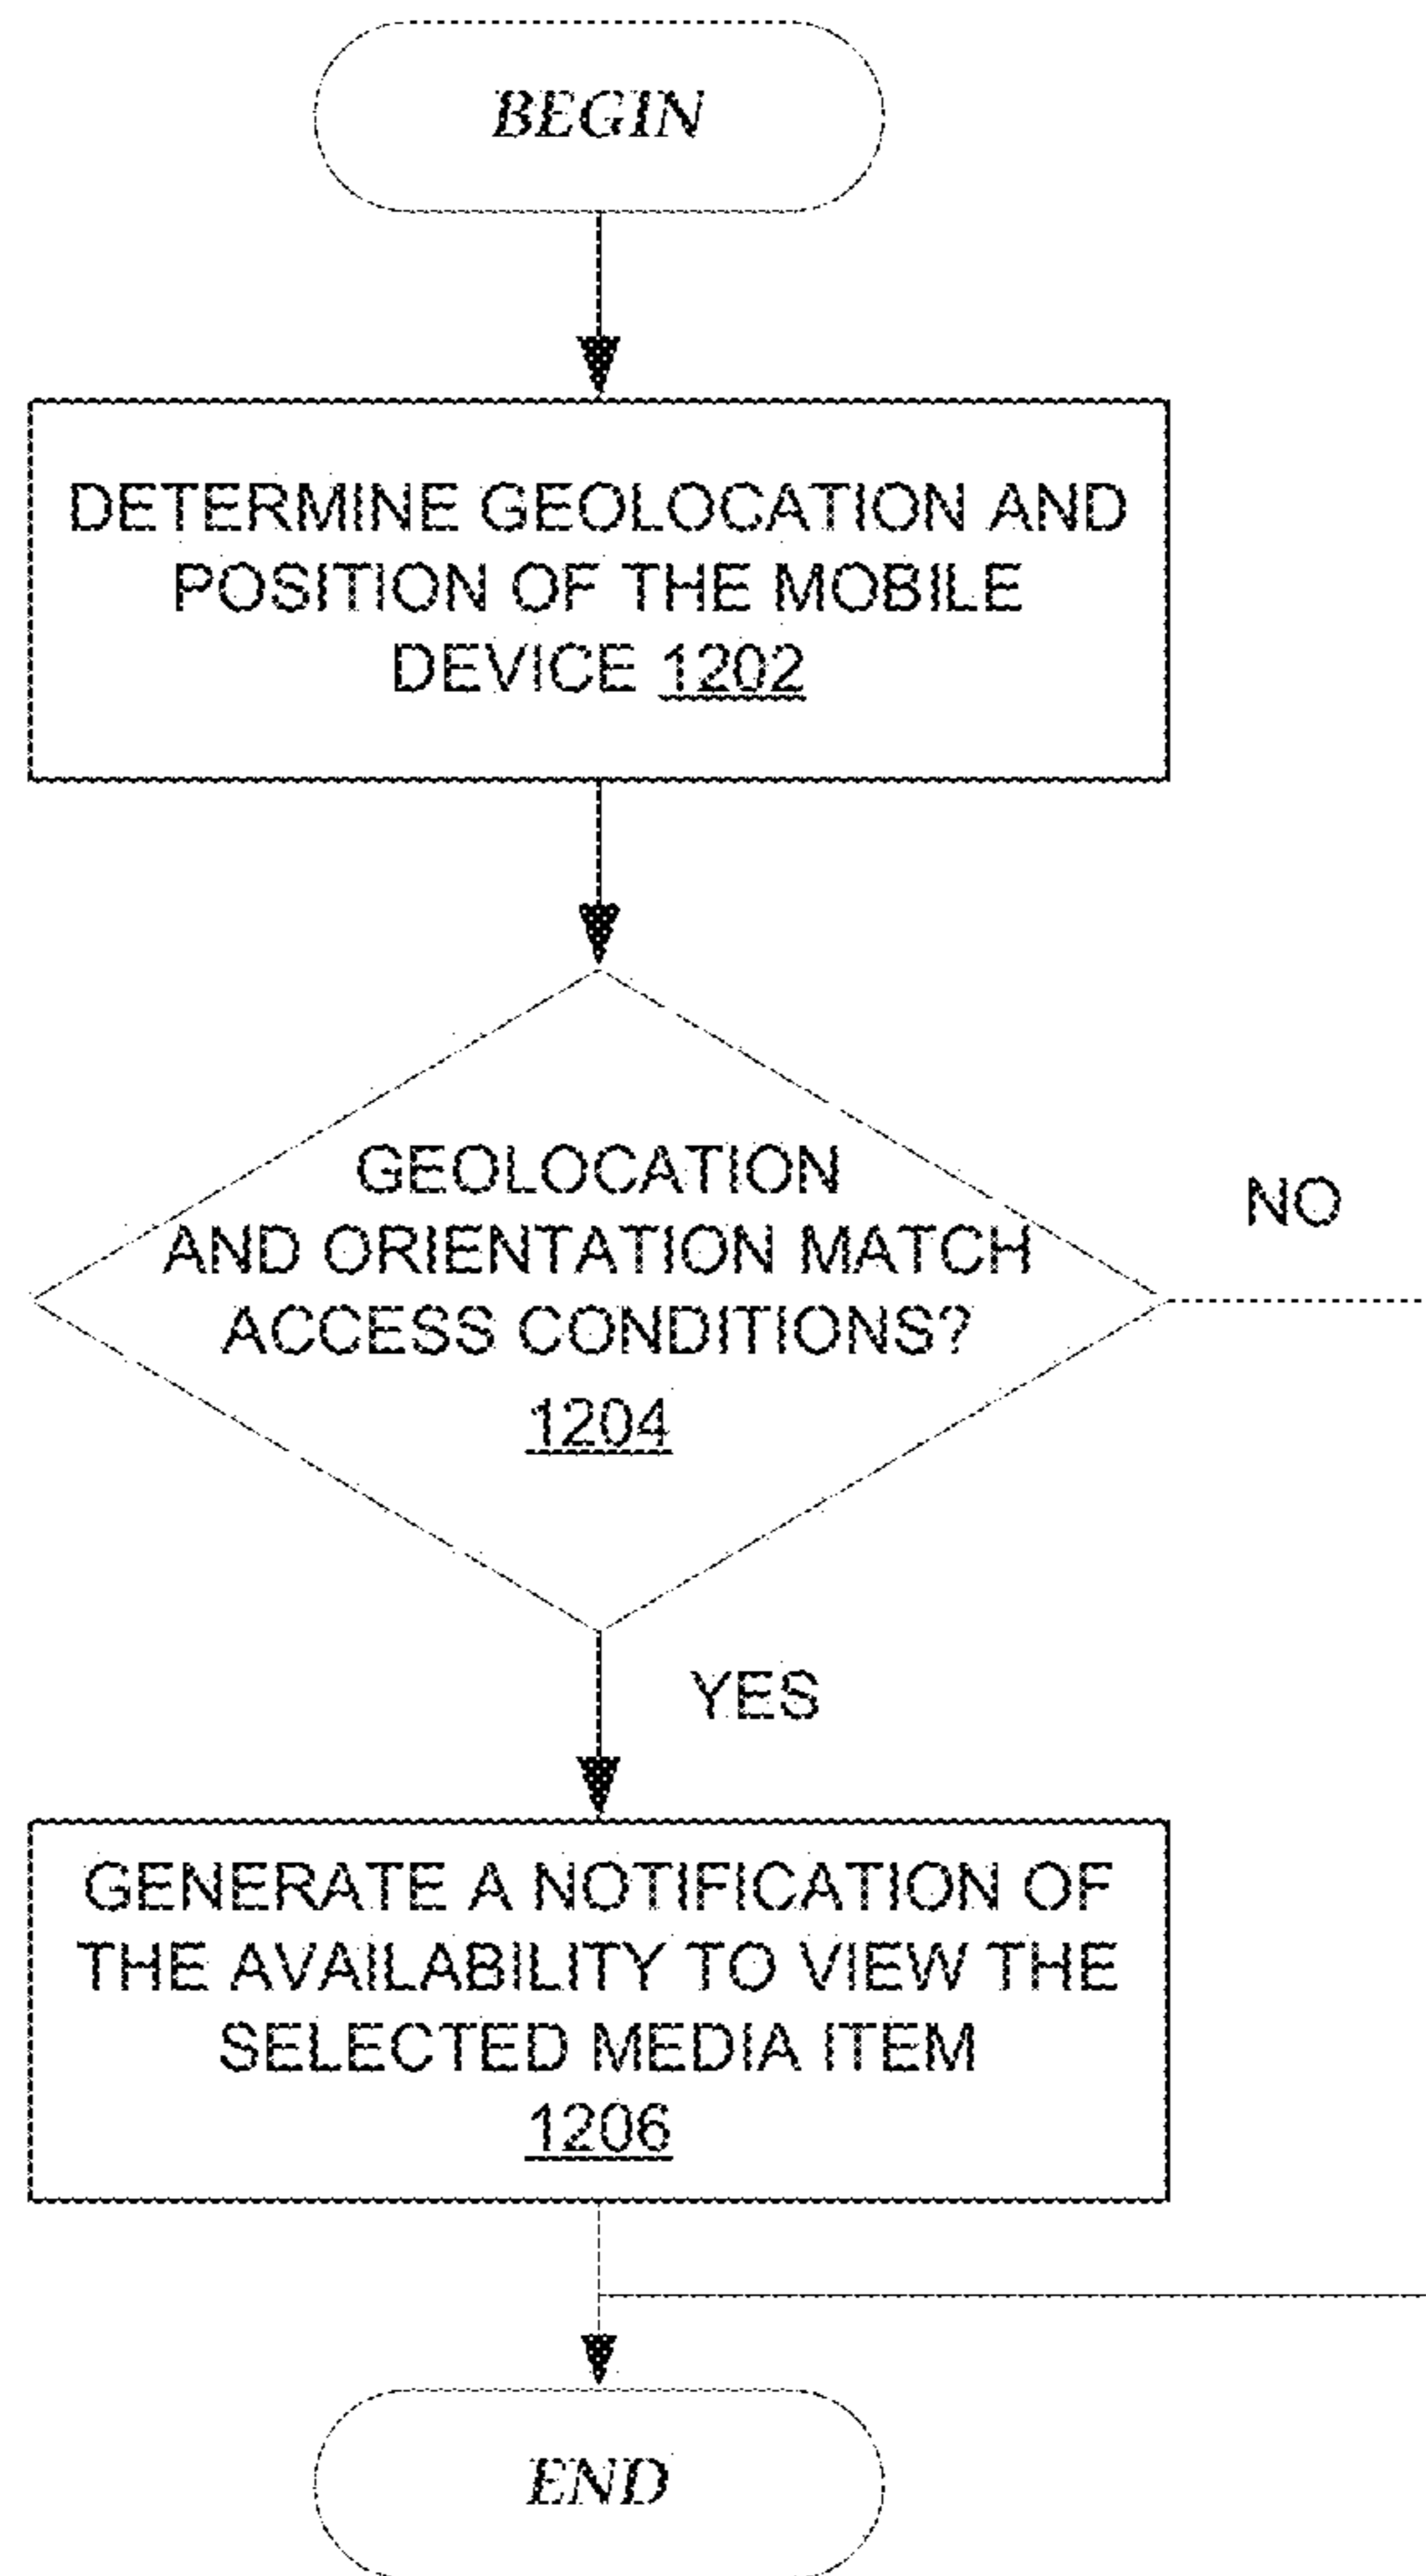 BEGIN
DETERMINE GEOLOCATION AND
POSITION OF THE MOBILE
DEVICE 1202
GEOLOCATION
AND ORIENTATION MATCH
ACCESS CONDITIONS?
1204
NO
YES
GENERATE A NOTIFICATION OF
THE AVAILABILITY TO VIEW THE
SELECTED MEDIA ITEM
1206
END